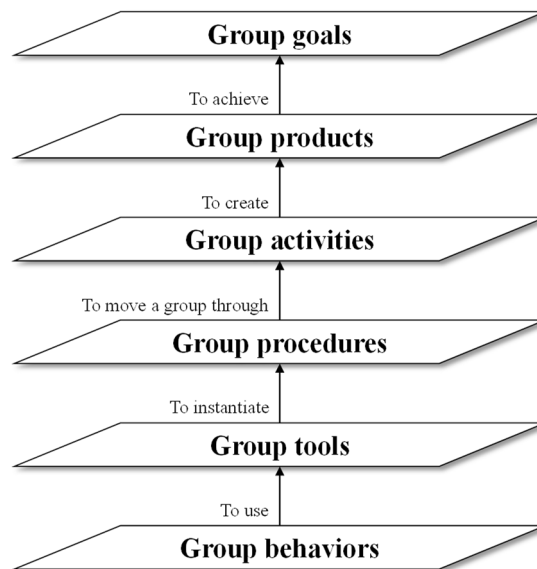 Group goals
To achieve
Group products
To create
Group activities
To move a group through
Group procedures
To instantiate
Group tools
To use
Group behaviors